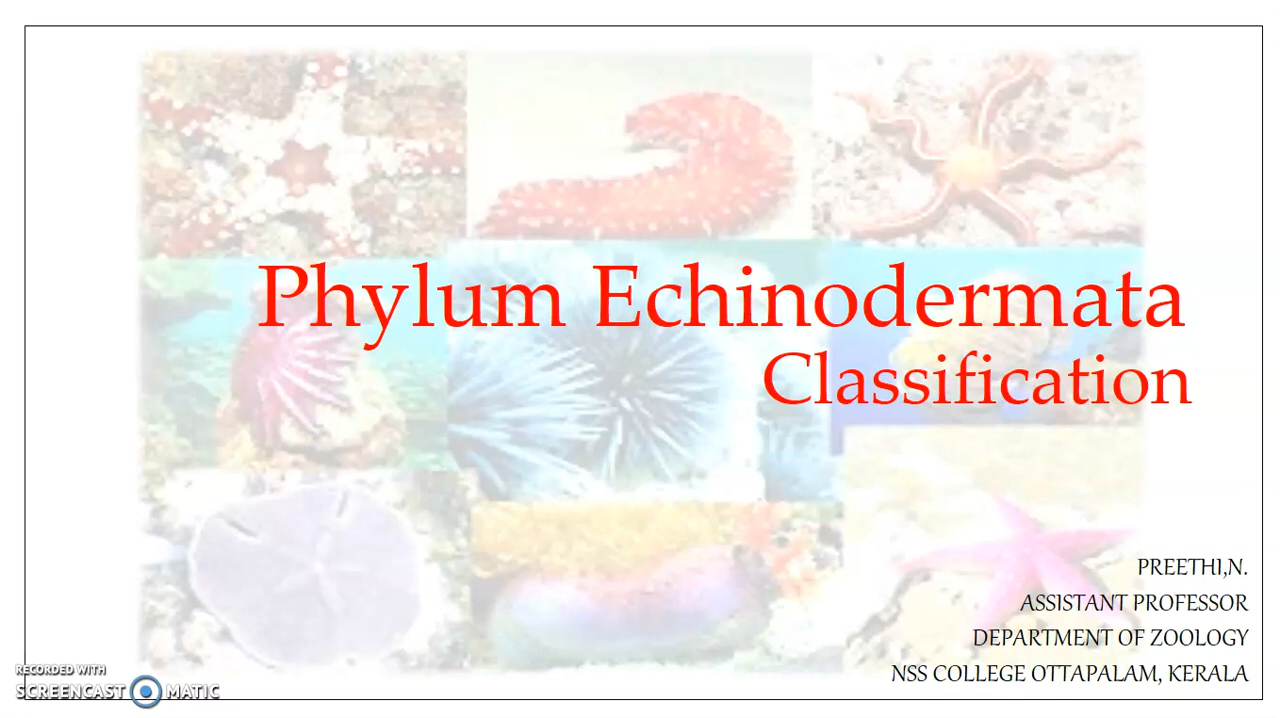 Phylum Echinodermata
Classification
PREETHI,N.
ASSISTANT PROFESSOR
DEPARTMENT OF ZOOLOGY
NSS COLLEGE OTTAPALAM, KERALA
RECORDED WITH
SCREENCAST MATIC